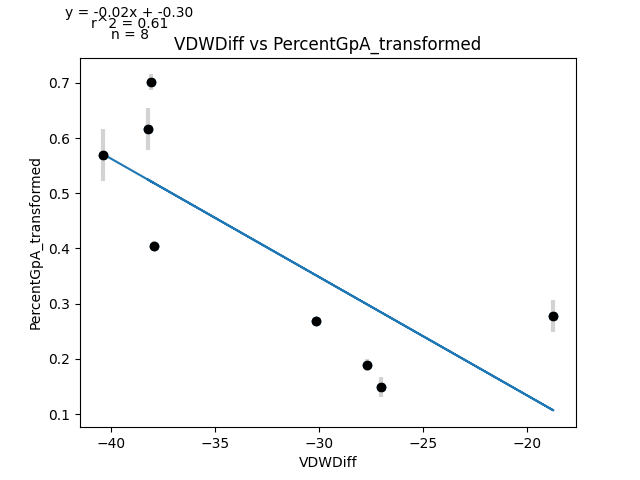 y = -0.02x + -0.30
r^2 = 0.61
n = 8
VDWDiff vs PercentGpA_transformed
0.7
0.6
0.5
0.4
0.3
0.2
0.1
PercentGpA_transformed
−40
−35
−30
−25
−20
VDWDiff